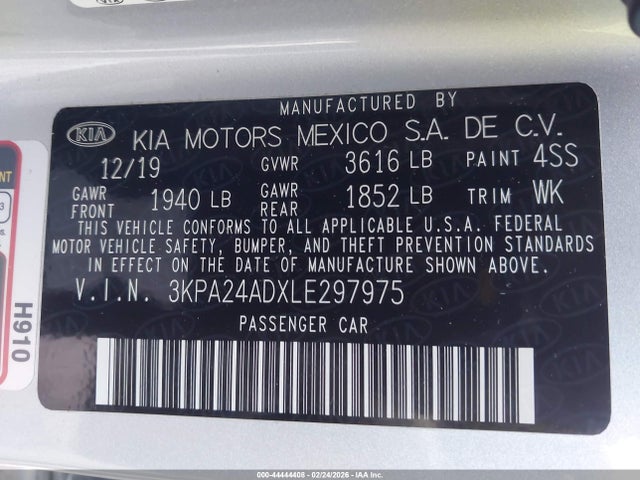 MANUFACTURED BY
KIA KIA MOTORS MEXICO S.A. DE C.V.
12/19 GVWR 3616 LB PAINT 4SS
GAWR FRONT 1940 LB GAWR REAR 1852 LB TRIM WK
THIS VEHICLE CONFORMS TO ALL APPLICABLE U.S.A. FEDERAL
MOTOR VEHICLE SAFETY, BUMPER, AND THEFT PREVENTION STANDARDS
IN EFFECT ON THE DATE OF MANUFACTURE SHOWN ABOVE.
V.I.N. 3KPA24ADXLE297975
PASSENGER CAR
H910
000-44444408 - 02/24/2026 - IAAI, Inc.